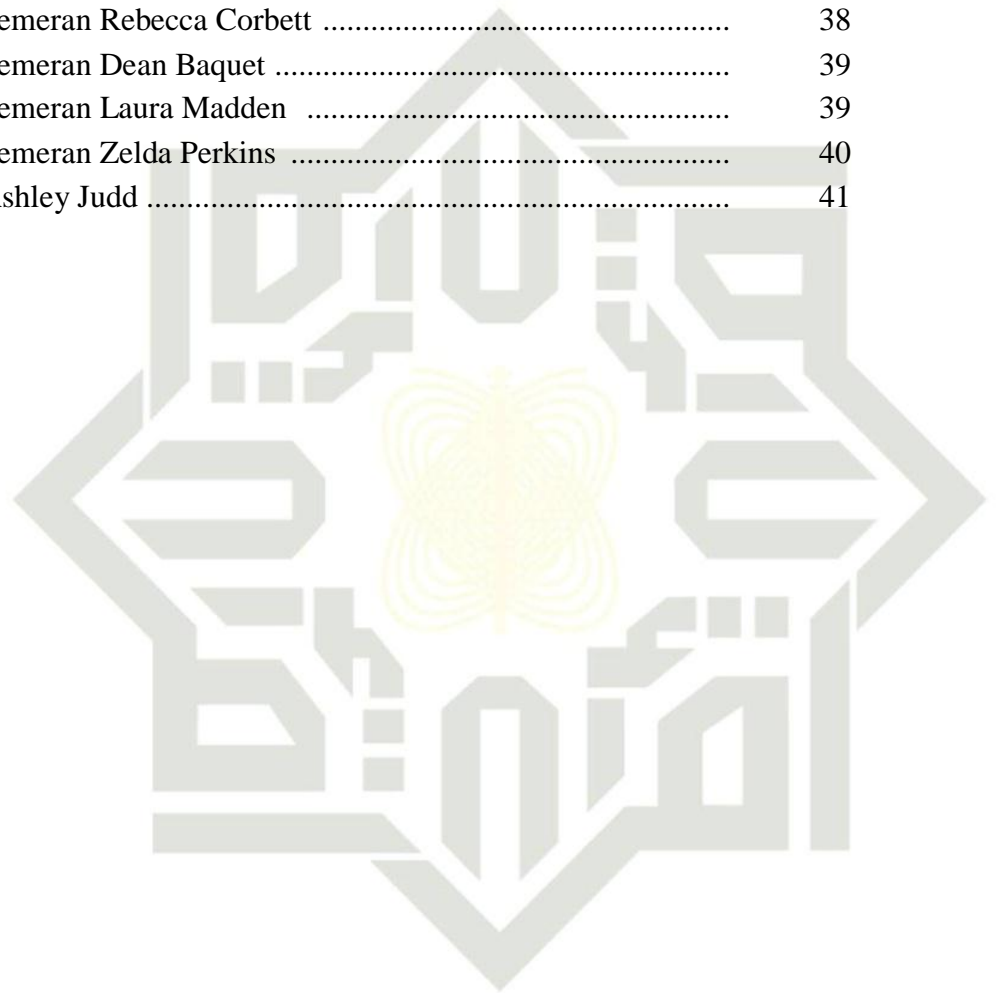 emeran Rebecca Corbett ................................................... 38
emeran Dean Baquet ..................................................... 39
emeran Laura Madden ..................................................... 39
emeran Zelda Perkins ....................................................... 40
shley Judd ......................................................................... 41